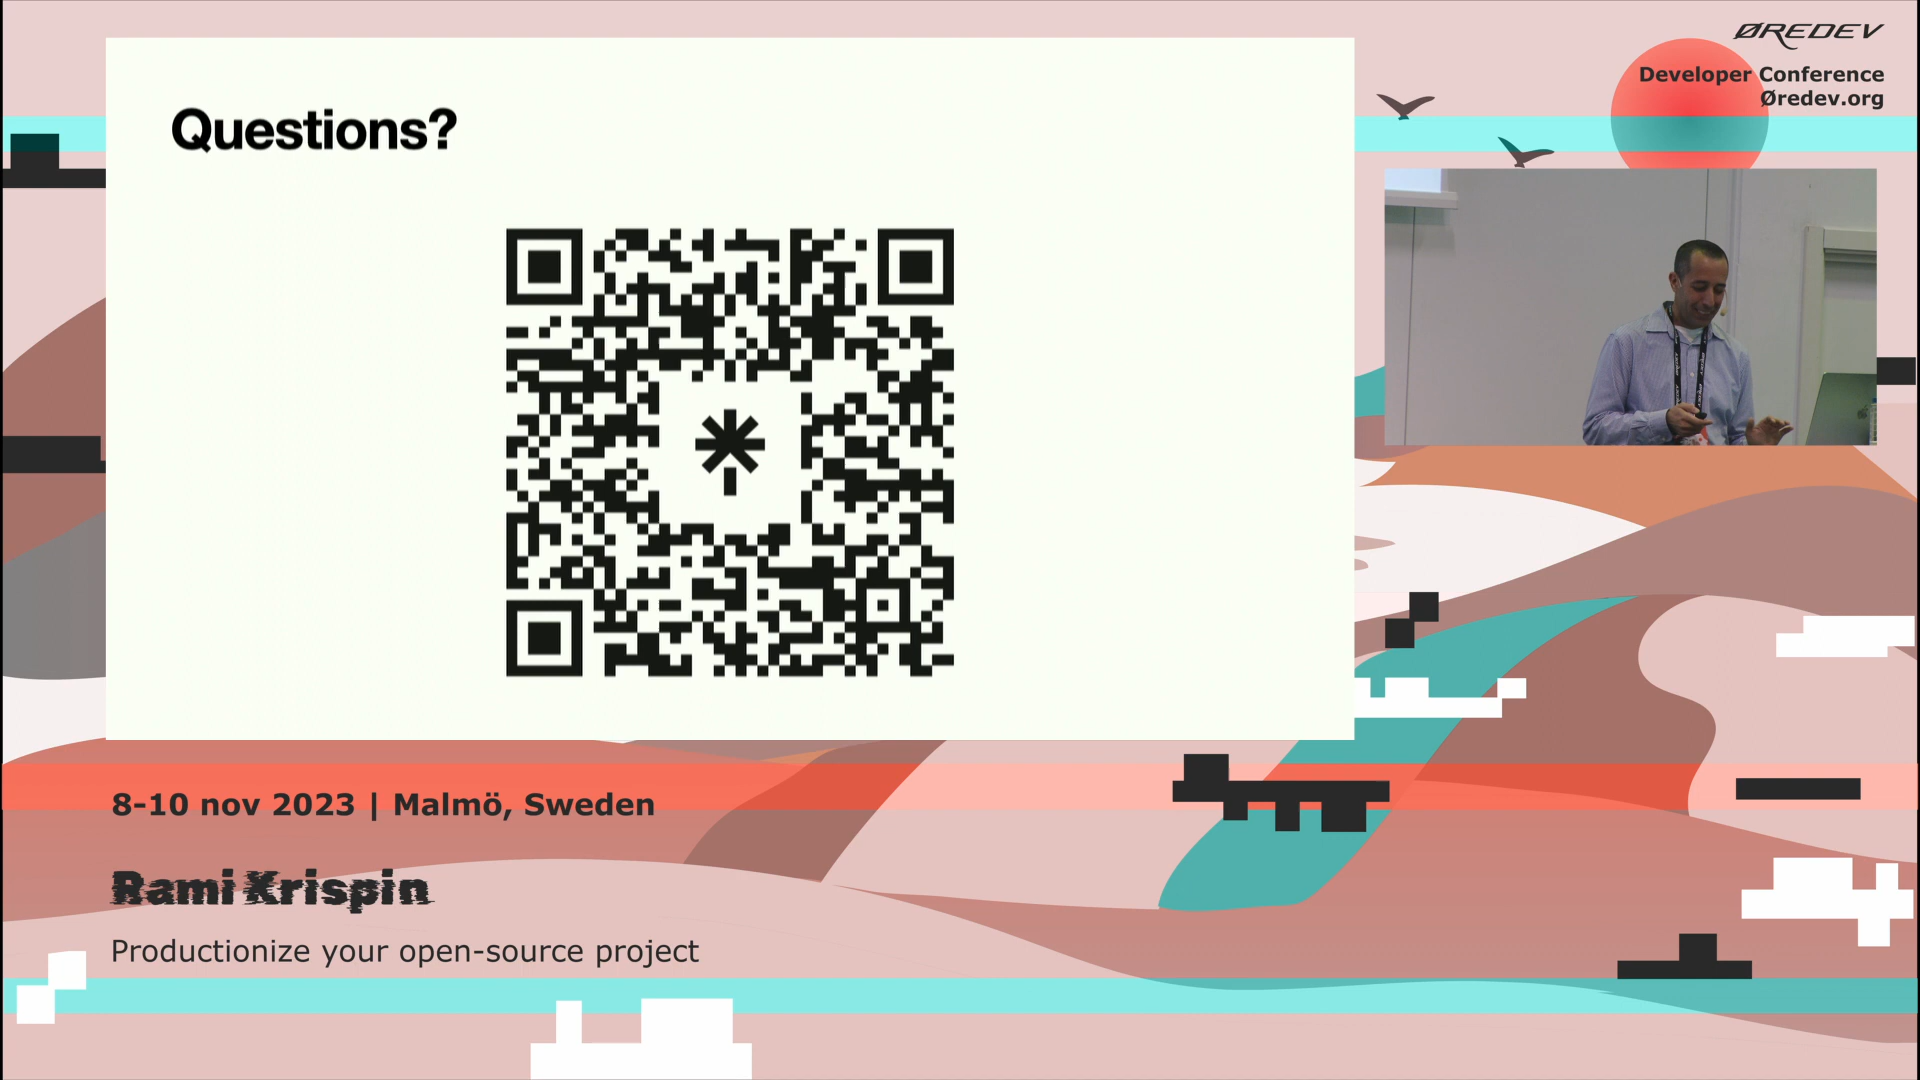 ØREDEV
Developer Conference
Øredev.org
Questions?
8-10 nov 2023 | Malmö, Sweden
Rami Krispin
Productionize your open-source project